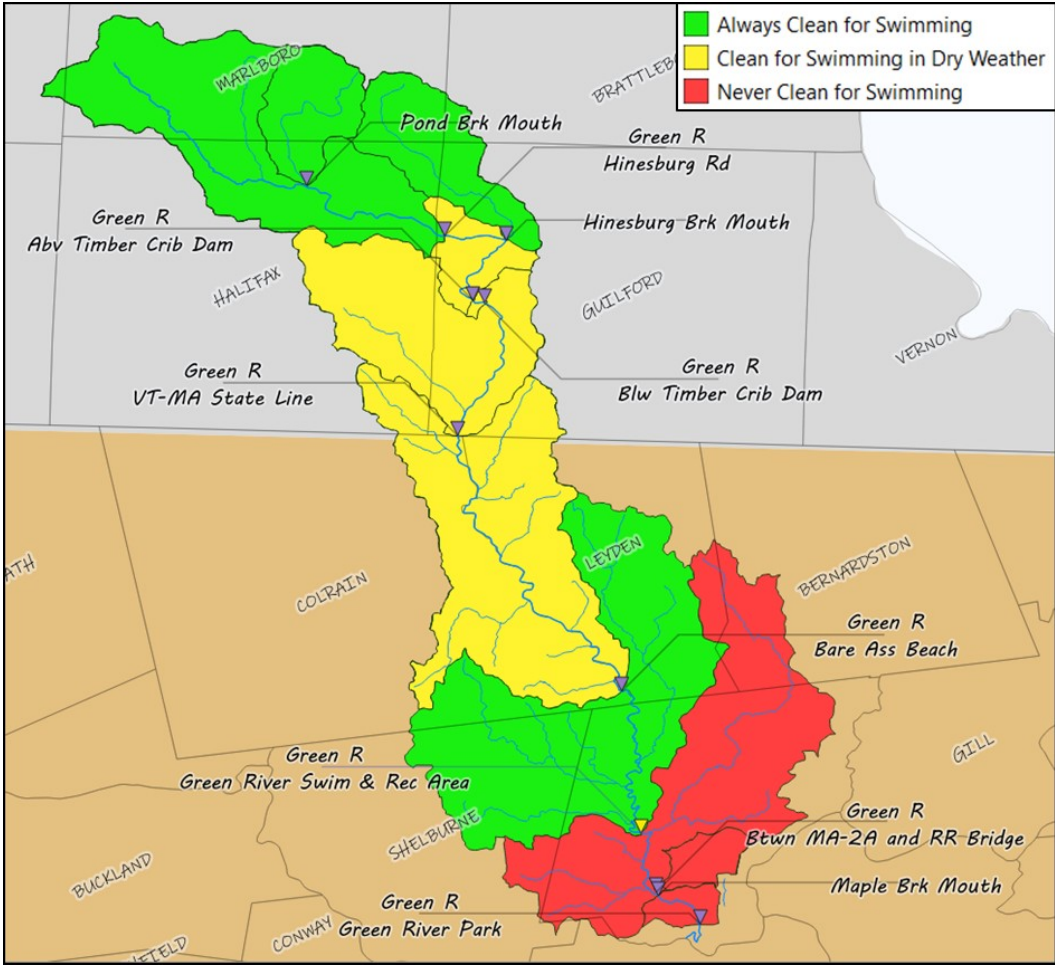 Always Clean for Swimming
Clean for Swimming in Dry Weather
Never Clean for Swimming
MARLBORO
BRATTLEB
Pond Brk Mouth
Green R
Hinesburg Rd
Green R
Abv Timber Crib Dam
Hinesburg Brk Mouth
HALIFAX
GUILFORD
VERNON
Green R
VT-MA State Line
Green R
Blw Timber Crib Dam
LEYDEN
BERNARDSTON
ATH
COLRAIN
Green R
Bare Ass Beach
GILL
Green R
Green River Swim & Rec Area
SHELBURNE
Green R
Btwn MA-2A and RR Bridge
BUCKLAND
Maple Brk Mouth
Green R
Green River Park
CONWAY
FIELD